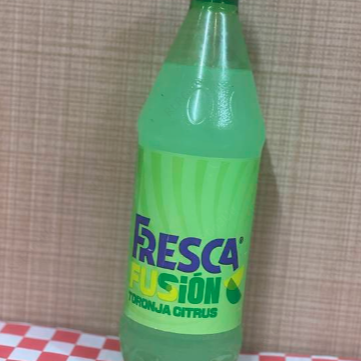 FRESCA®
FUSIÓN
TORONJA CITRUS